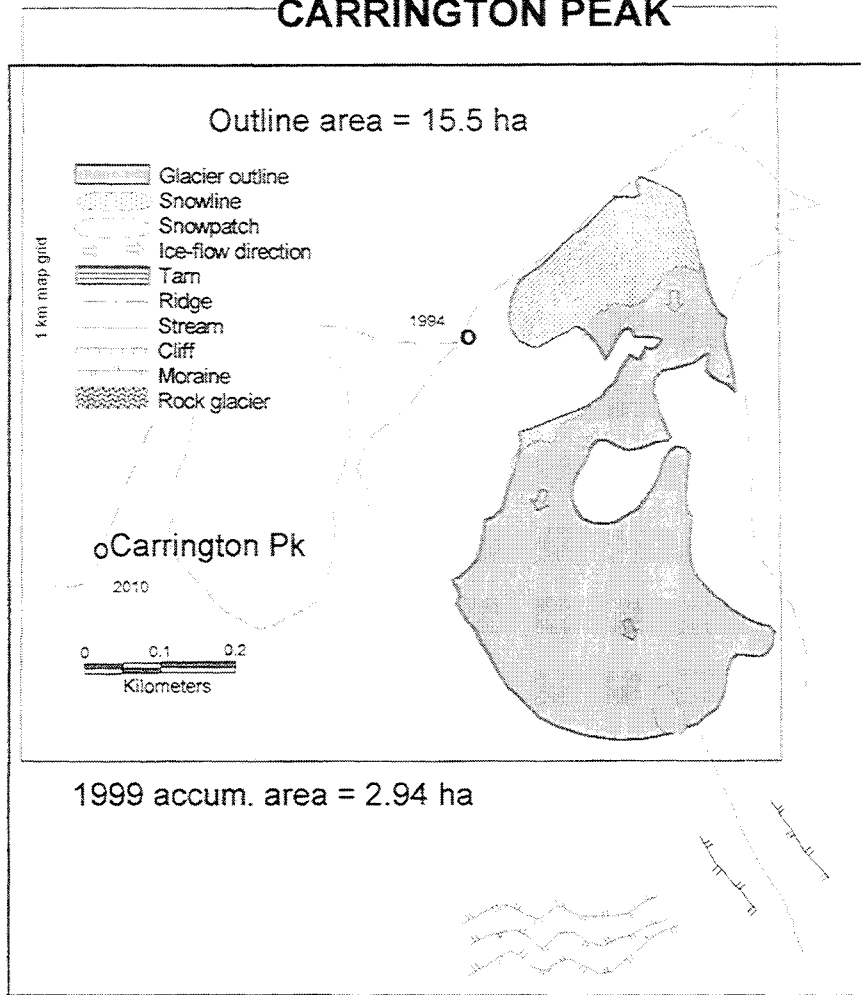 CARRINGTON PEAK
Outline area = 15.5 ha
Glacier outline
Snowline
Snowpatch
Ice-flow direction
Tarn
Ridge
Stream
Cliff
Moraine
Rock glacier
1 km map grid
1994
Carrington Pk
2010
0 0.1 0.2
Kilometers
1999 accum. area = 2.94 ha